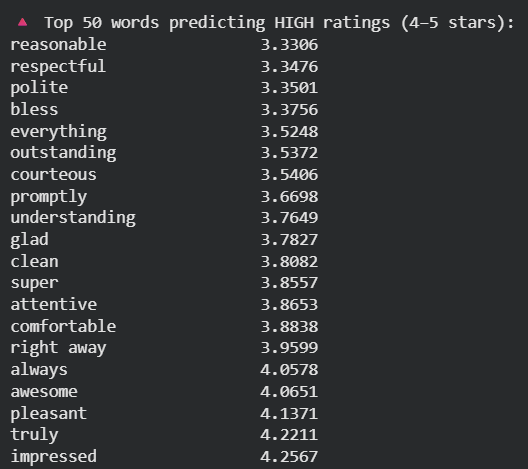 🔺 Top 50 words predicting HIGH ratings (4–5 stars):
reasonable 3.3306
respectful 3.3476
polite 3.3501
bless 3.3756
everything 3.5248
outstanding 3.5372
courteous 3.5406
promptly 3.6698
understanding 3.7649
glad 3.7827
clean 3.8082
super 3.8557
attentive 3.8653
comfortable 3.8838
right away 3.9599
always 4.0578
awesome 4.0651
pleasant 4.1371
truly 4.2211
impressed 4.2567